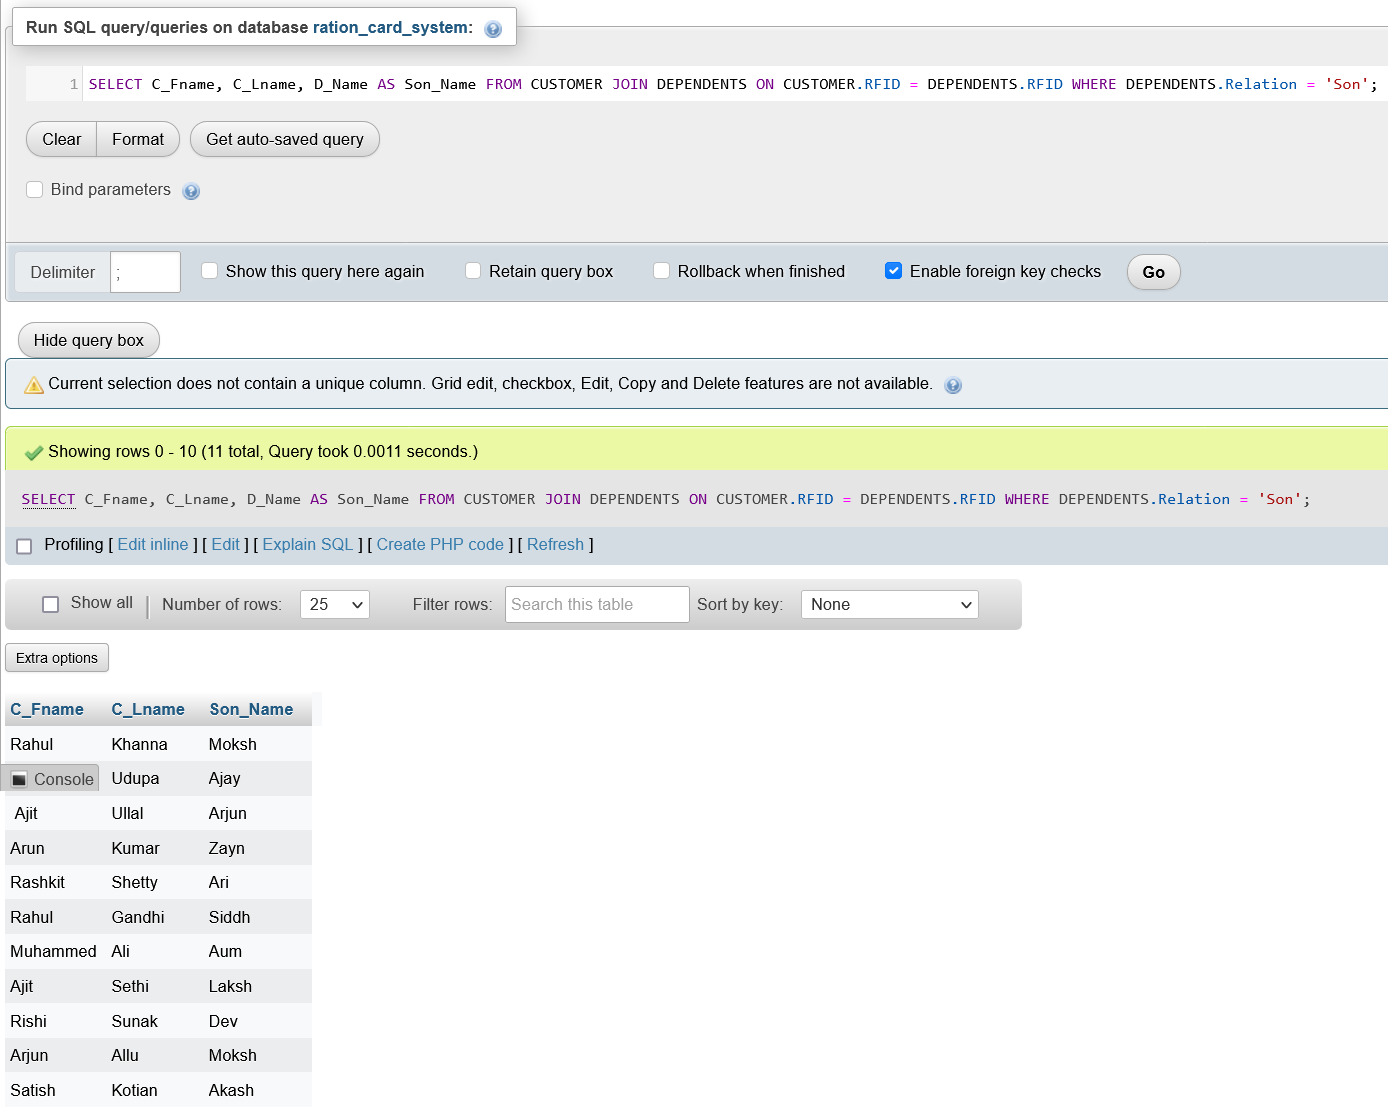 Run SQL query/queries on database ration_card_system:
1 SELECT C_Fname, C_Lname, D_Name AS Son_Name FROM CUSTOMER JOIN DEPENDENTS ON CUSTOMER.RFID = DEPENDENTS.RFID WHERE DEPENDENTS.Relation = 'Son';
Clear Format Get auto-saved query
Bind parameters
Delimiter ; Show this query here again Retain query box Rollback when finished Enable foreign key checks Go
Hide query box
Current selection does not contain a unique column. Grid edit, checkbox, Edit, Copy and Delete features are not available.
Showing rows 0 - 10 (11 total, Query took 0.0011 seconds.)
SELECT C_Fname, C_Lname, D_Name AS Son_Name FROM CUSTOMER JOIN DEPENDENTS ON CUSTOMER.RFID = DEPENDENTS.RFID WHERE DEPENDENTS.Relation = 'Son';
Profiling [ Edit inline ] [ Edit ] [ Explain SQL ] [ Create PHP code ] [ Refresh ]
Show all | Number of rows: 25 Filter rows: Search this table Sort by key: None
Extra options
C_Fname C_Lname Son_Name
Rahul Khanna Moksh
Console Udupa Ajay
Ajit Ullal Arjun
Arun Kumar Zayn
Rashkit Shetty Ari
Rahul Gandhi Siddh
Muhammed Ali Aum
Ajit Sethi Laksh
Rishi Sunak Dev
Arjun Allu Moksh
Satish Kotian Akash